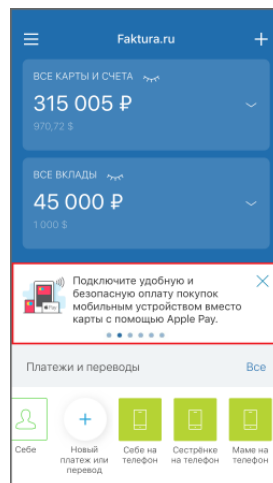 Faktura.ru
ВСЕ КАРТЫ И СЧЕТА
315 005 ₽
970,72 $
ВСЕ ВКЛАДЫ
45 000 ₽
1 000 $
Подключите удобную и
безопасную оплату покупок
мобильным устройством вместо
карты с помощью Apple Pay.
Платежи и переводы
Все
Себе
Новый
платеж или
перевод
Себе на
телефон
Сестрёнке
на телефон
Маме на
телефон